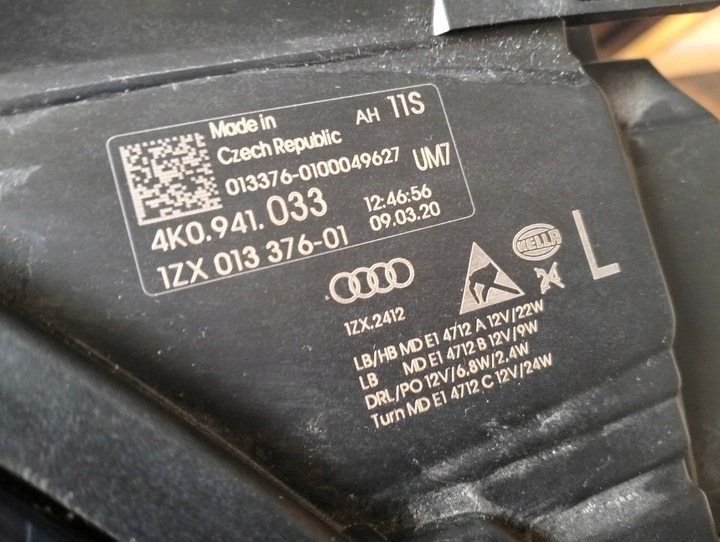 Made in AH 11S
Czech Republic
013376-0100049627 UM7
4K0.941.033 12:46:56
1ZX 013 376-01 09.03.20
HELLA L
1ZX.2412
LB/HB MD E1 4712 A 12V/22W
LB MD E1 4712 B 12V/9W
DRL/PO 12V/6.8W/2.4W
Turn MD E1 4712 C 12V/24W